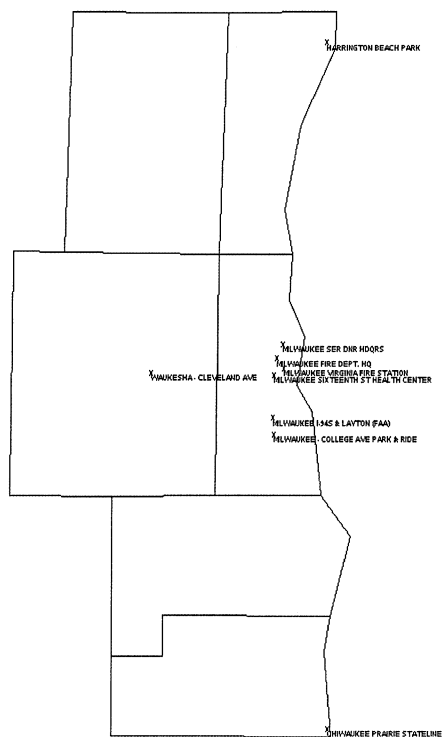 HARRINGTON BEACH PARK
MILWAUKEE SER DNR HDQRS
MILWAUKEE FIRE DEPT. HQ
MILWAUKEE VIRGINIA FIRE STATION
WAUKESHA - CLEVELAND AVE
MILWAUKEE SIXTEENTH ST HEALTH CENTER
MILWAUKEE I-94S & LAYTON (FAA)
MILWAUKEE - COLLEGE AVE PARK & RIDE
CHIWAUKEE PRAIRIE STATELINE